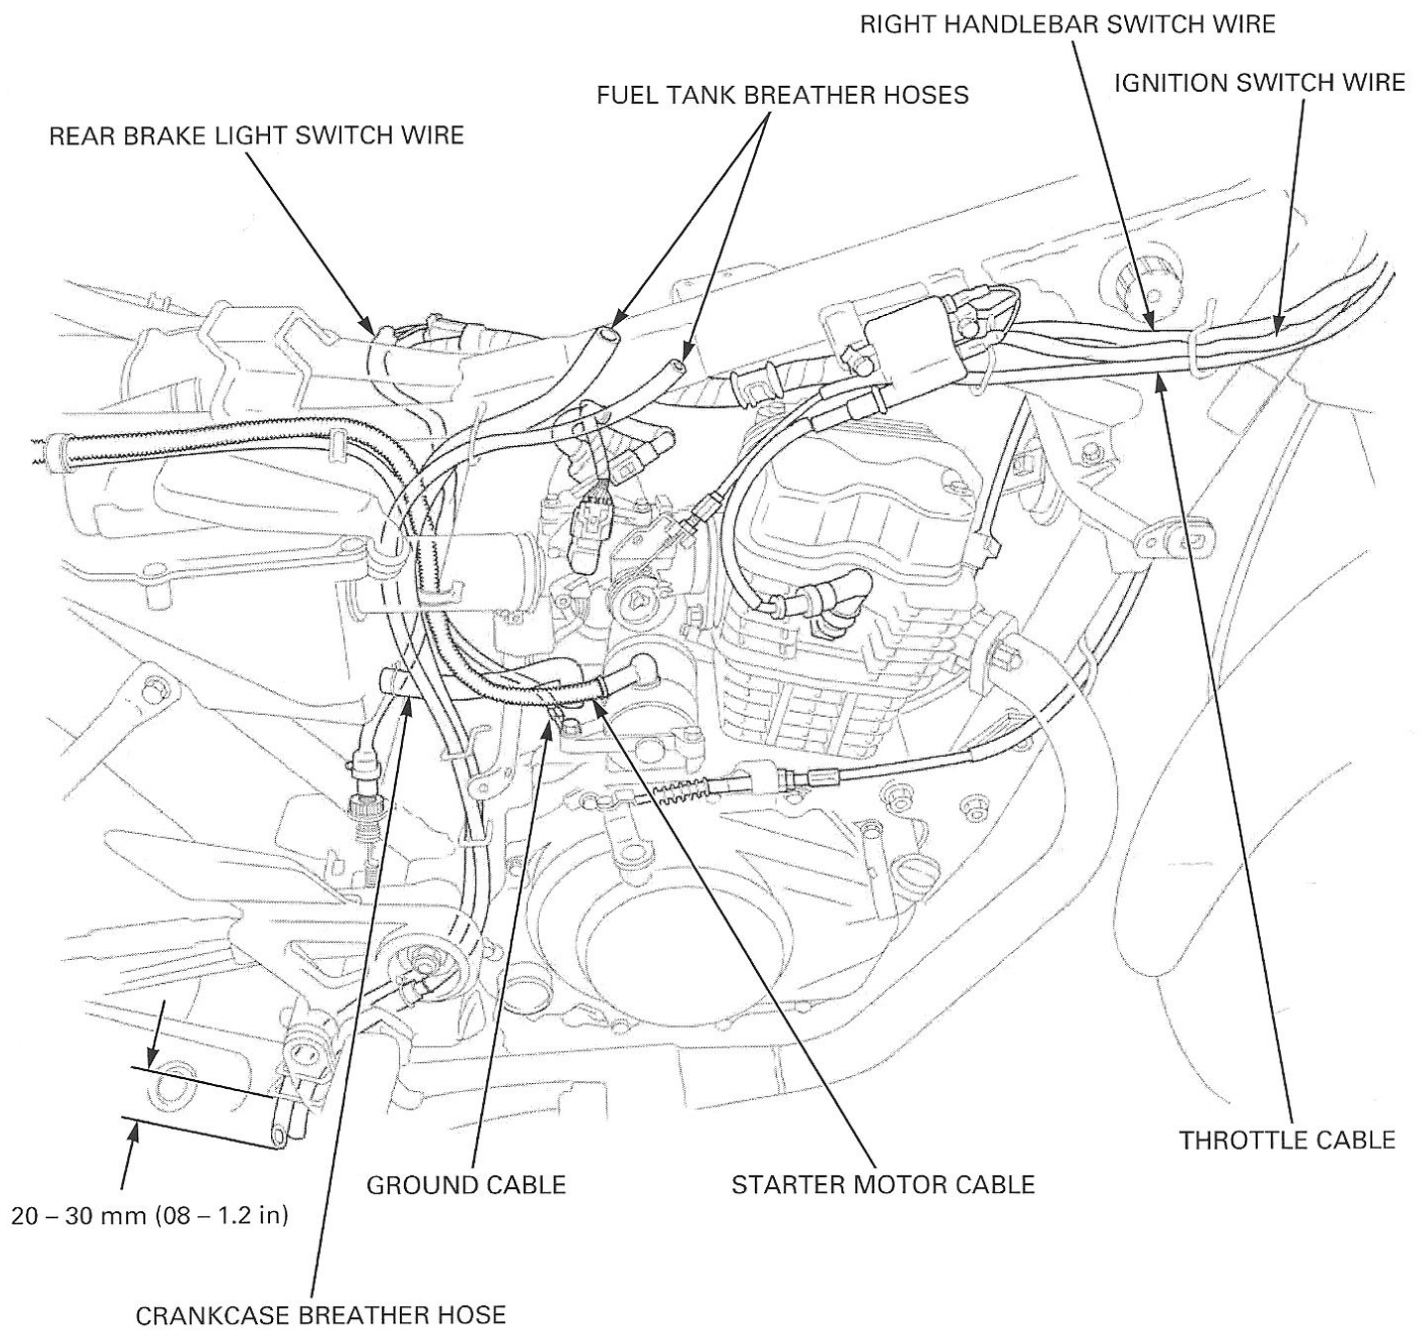 RIGHT HANDLEBAR SWITCH WIRE
IGNITION SWITCH WIRE
FUEL TANK BREATHER HOSES
REAR BRAKE LIGHT SWITCH WIRE
THROTTLE CABLE
GROUND CABLE
STARTER MOTOR CABLE
20 – 30 mm (08 – 1.2 in)
CRANKCASE BREATHER HOSE